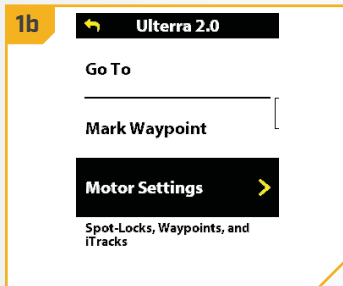 1b
Ulterra 2.0
Go To
Mark Waypoint
Motor Settings
Spot-Locks, Waypoints, and
iTracks